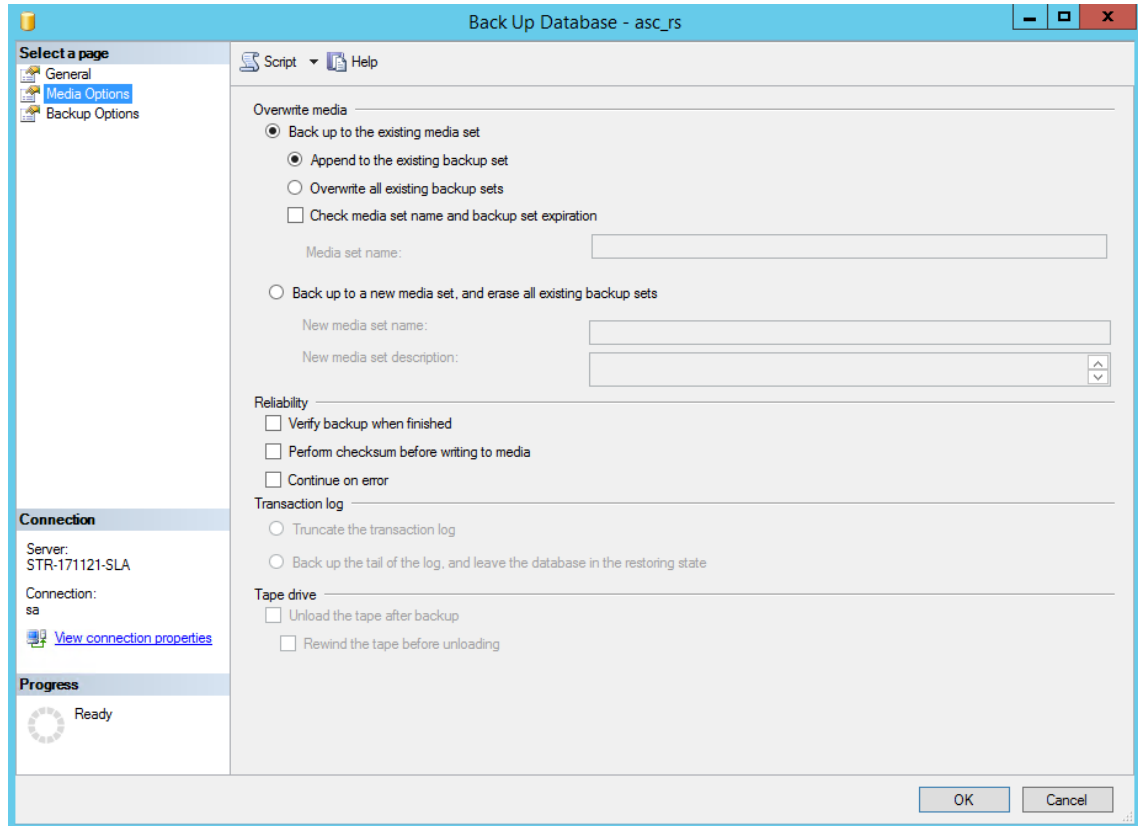 Back Up Database - asc_rs
Select a page
General
Media Options
Backup Options
Script
Help
Overwrite media
Back up to the existing media set
Append to the existing backup set
Overwrite all existing backup sets
Check media set name and backup set expiration
Media set name:
Back up to a new media set, and erase all existing backup sets
New media set name:
New media set description:
Reliability
Verify backup when finished
Perform checksum before writing to media
Continue on error
Transaction log
Truncate the transaction log
Back up the tail of the log, and leave the database in the restoring state
Tape drive
Unload the tape after backup
Rewind the tape before unloading
Connection
Server:
STR-171121-SLA
Connection:
sa
View connection properties
Progress
Ready
OK
Cancel